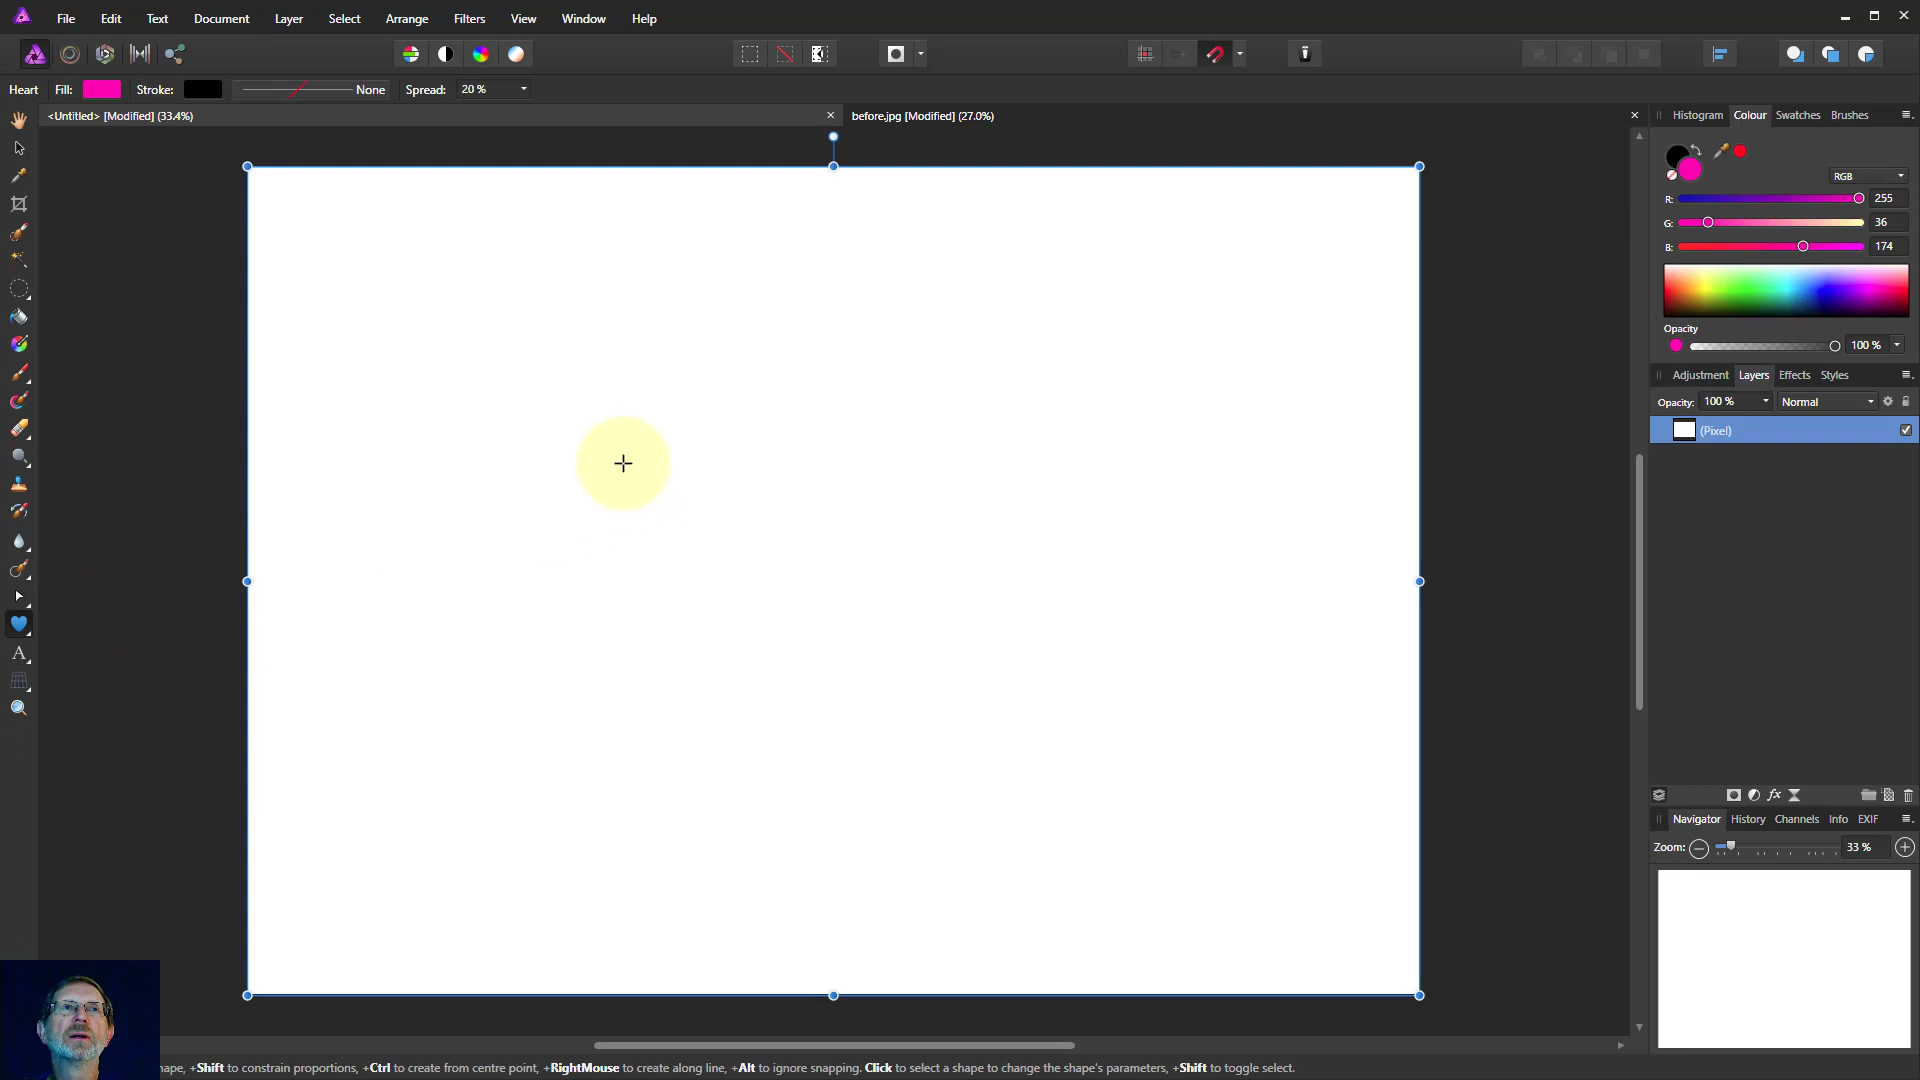 File Edit Text Document Layer Select Arrange Filters View Window Help
Heart Fill: Stroke: None Spread: 20 %
<Untitled> [Modified] (33.4%)
before.jpg [Modified] (27.0%)
Histogram Colour Swatches Brushes
RGB
R: 255
G: 36
B: 174
Opacity
100 %
Adjustment Layers Effects Styles
Opacity: 100 % Normal
(Pixel)
fx
Navigator History Channels Info EXIF
Zoom: 33 %
A
hape, +Shift to constrain proportions, +Ctrl to create from centre point, +RightMouse to create along line, +Alt to ignore snapping. Click to select a shape to change the shape's parameters, +Shift to toggle select.